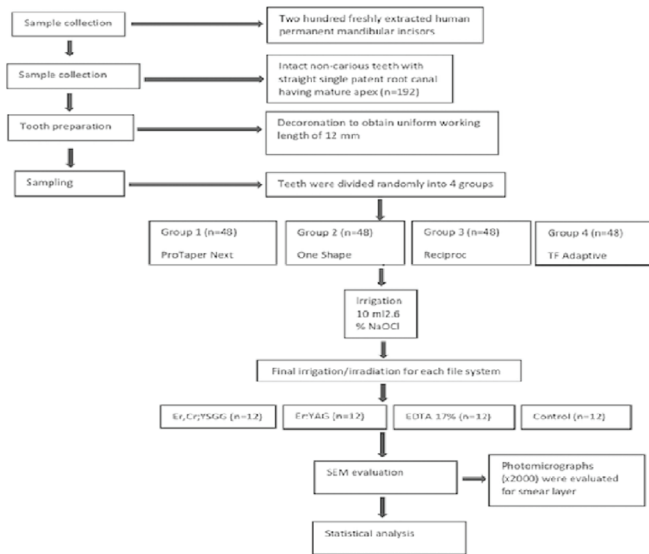 Sample collection
Two hundred freshly extracted human
permanent mandibular incisors
Sample collection
Intact non-carious teeth with
straight single patent root canal
having mature apex (n=192)
Tooth preparation
Decoronation to obtain uniform working
length of 12 mm
Sampling
Teeth were divided randomly into 4 groups
Group 1 (n=48)
ProTaper Next
Group 2 (n=48)
One Shape
Group 3 (n=48)
Reciproc
Group 4 (n=48)
TF Adaptive
Irrigation
10 ml2.6
% NaOCl
Final irrigation/irradiation for each file system
Er,Cr;YSGG (n=12)
Er:YAG (n=12)
EDTA 17% (n=12)
Control (n=12)
SEM evaluation
Photomicrographs
(x2000) were evaluated
for smear layer
Statistical analysis